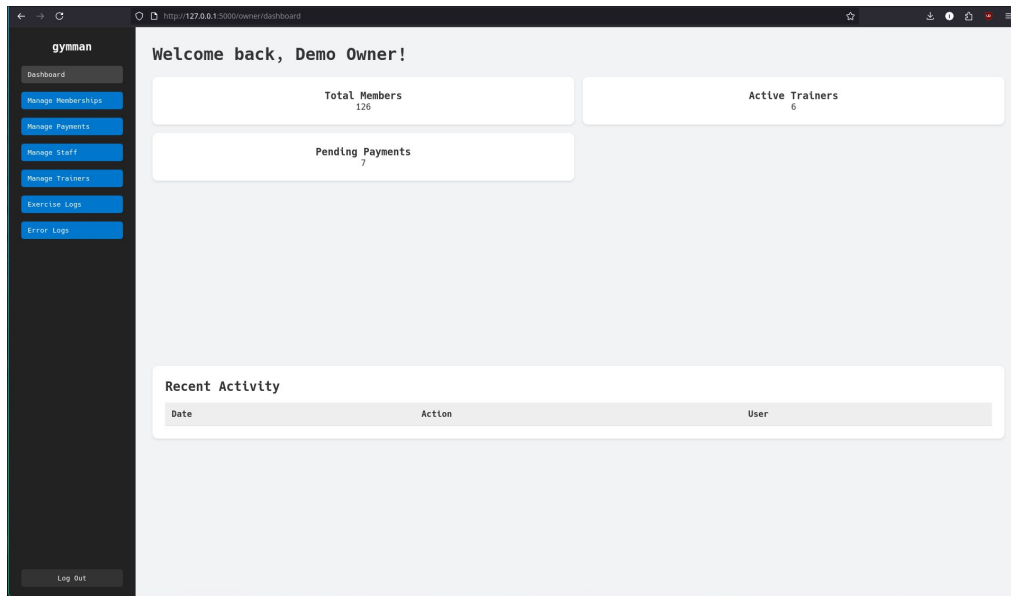 http://127.0.0.1:5000/owner/dashboard
gymman
Dashboard
Manage Memberships
Manage Payments
Manage Staff
Manage Trainers
Exercise Logs
Error Logs
Log Out
Welcome back, Demo Owner!
Total Members
126
Active Trainers
6
Pending Payments
7
Recent Activity
Date Action User